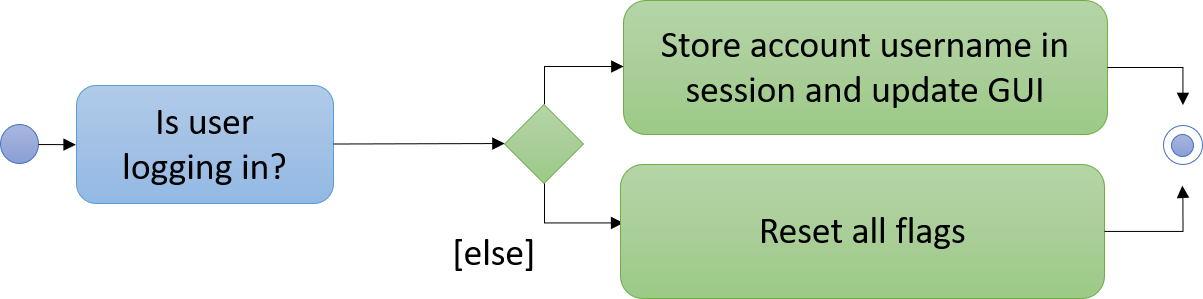 Is user
logging in?
Store account username in
session and update GUI
[else]
Reset all flags